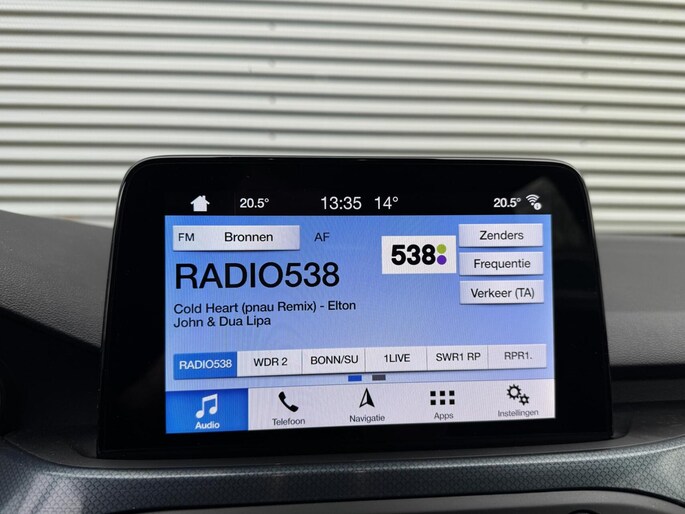 20.5° 13:35 14° 20.5°
FM Bronnen AF
538
Zenders
RADIO538
Frequentie
Cold Heart (pnau Remix) - Elton
John & Dua Lipa
Verkeer (TA)
RADIO538 WDR 2 BONN/SU 1LIVE SWR1 RP RPR1.
Audio Telefoon Navigatie Apps Instellingen